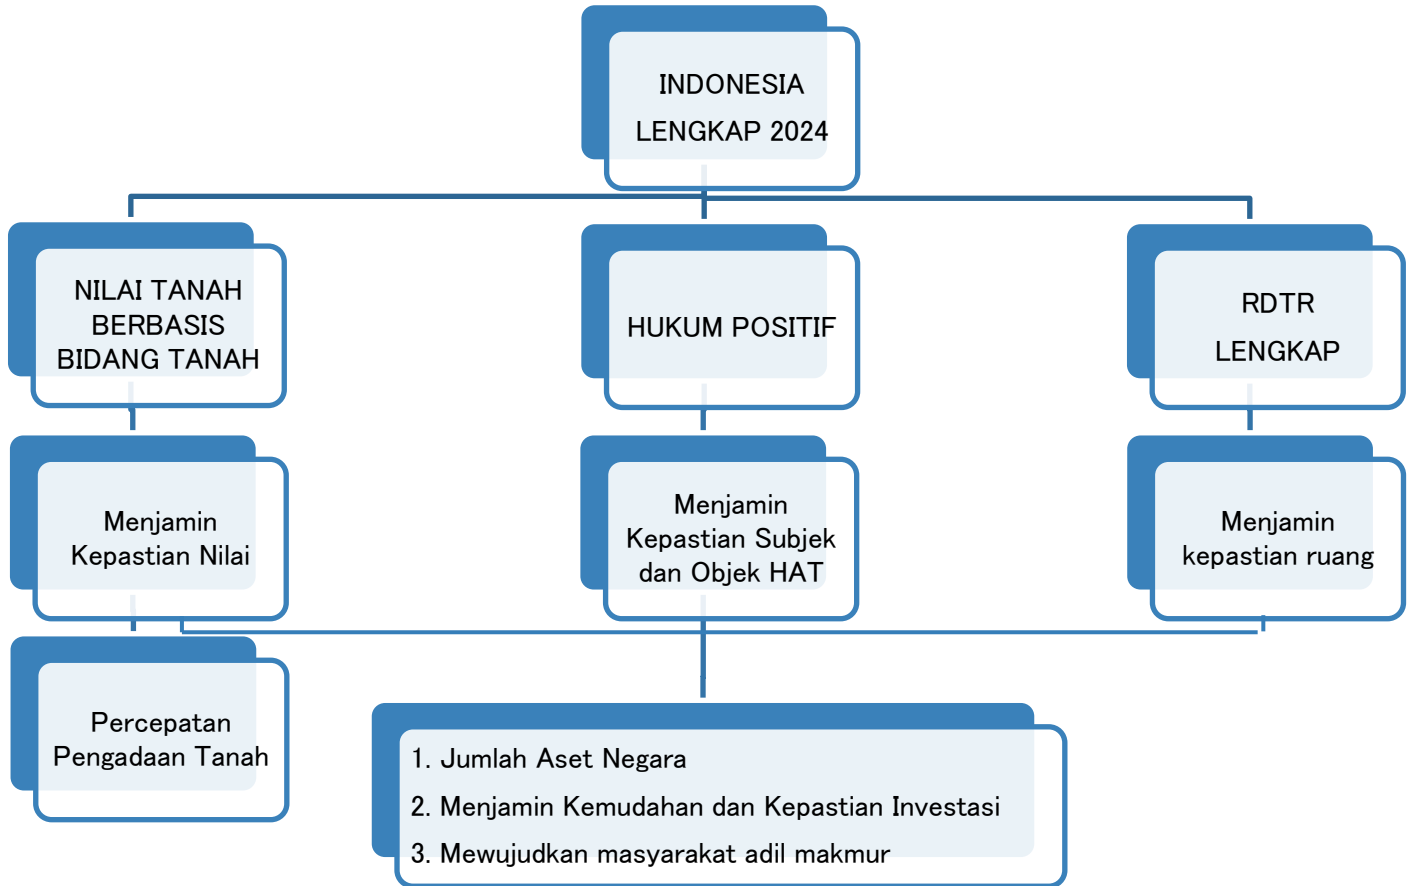 INDONESIA
LENGKAP 2024
NILAI TANAH
BERBASIS
BIDANG TANAH
HUKUM POSITIF
RDTR
LENGKAP
Menjamin
Kepastian Nilai
Menjamin
Kepastian Subjek
dan Objek HAT
Menjamin
kepastian ruang
Percepatan
Pengadaan Tanah
1. Jumlah Aset Negara
2. Menjamin Kemudahan dan Kepastian Investasi
3. Mewujudkan masyarakat adil makmur